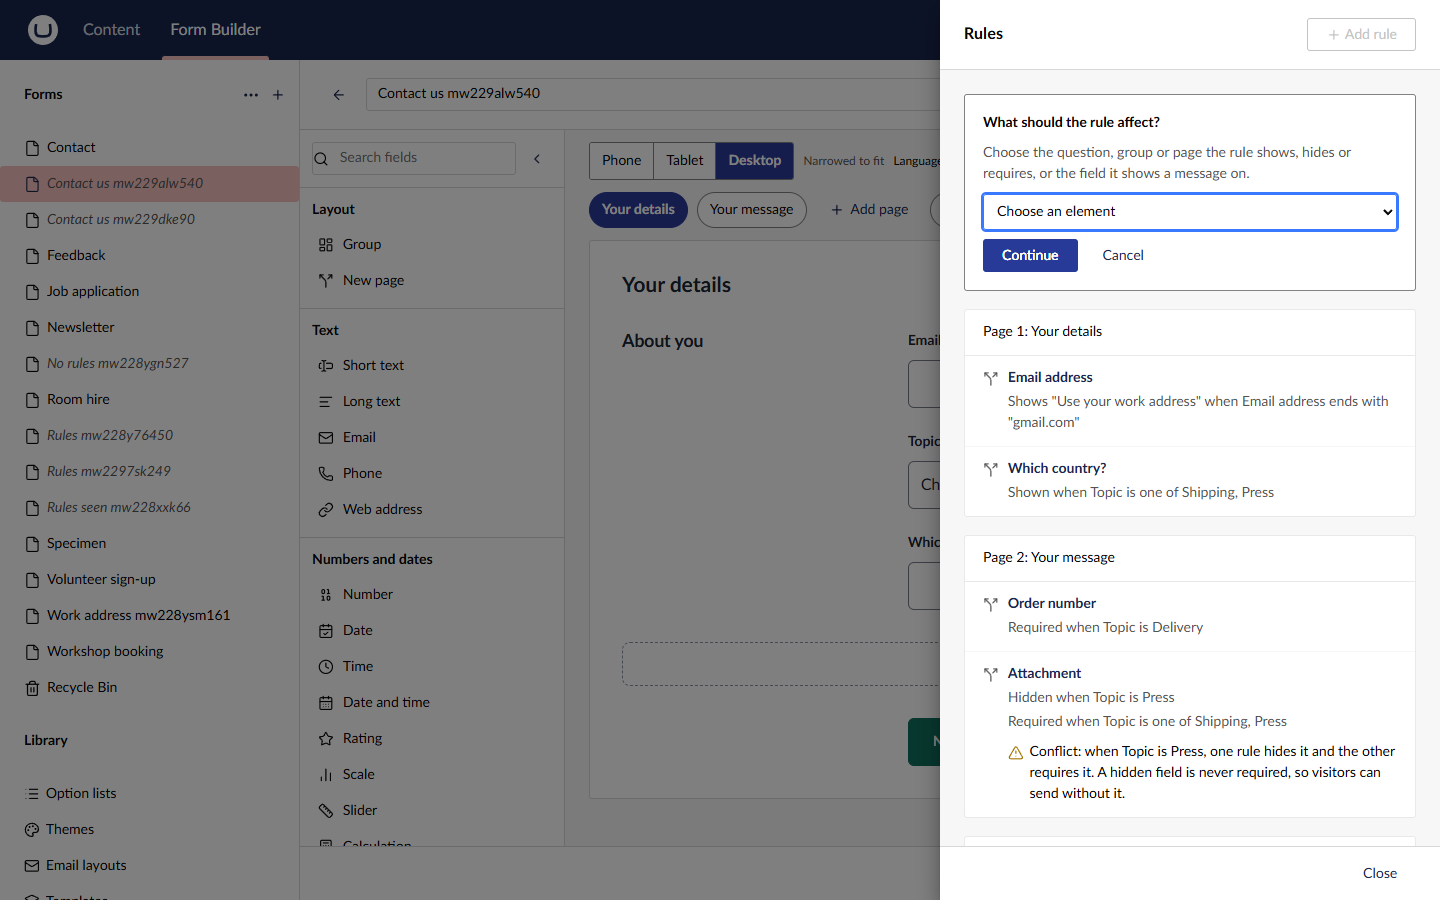 Content
Form Builder
Forms
Contact
Contact us mw229alw540
Contact us mw229dke90
Feedback
Job application
Newsletter
No rules mw228ygn527
Room hire
Rules mw228y76450
Rules mw2297sk249
Rules seen mw228xxk66
Specimen
Volunteer sign-up
Work address mw228ysm161
Workshop booking
Recycle Bin
Library
Option lists
Themes
Email layouts
Templates
Contact us mw229alw540
Search fields
Layout
Group
New page
Text
Short text
Long text
Email
Phone
Web address
Numbers and dates
Number
Date
Time
Date and time
Rating
Scale
Slider
Calculation
Phone
Tablet
Desktop
Narrowed to fit
Language
Your details
Your message
Add page
Your details
About you
Email
Topic
Ch
Whic
N
Rules
Add rule
What should the rule affect?
Choose the question, group or page the rule shows, hides or
requires, or the field it shows a message on.
Choose an element
Continue
Cancel
Page 1: Your details
Email address
Shows "Use your work address" when Email address ends with
"gmail.com"
Which country?
Shown when Topic is one of Shipping, Press
Page 2: Your message
Order number
Required when Topic is Delivery
Attachment
Hidden when Topic is Press
Required when Topic is one of Shipping, Press
Conflict: when Topic is Press, one rule hides it and the other
requires it. A hidden field is never required, so visitors can
send without it.
Close